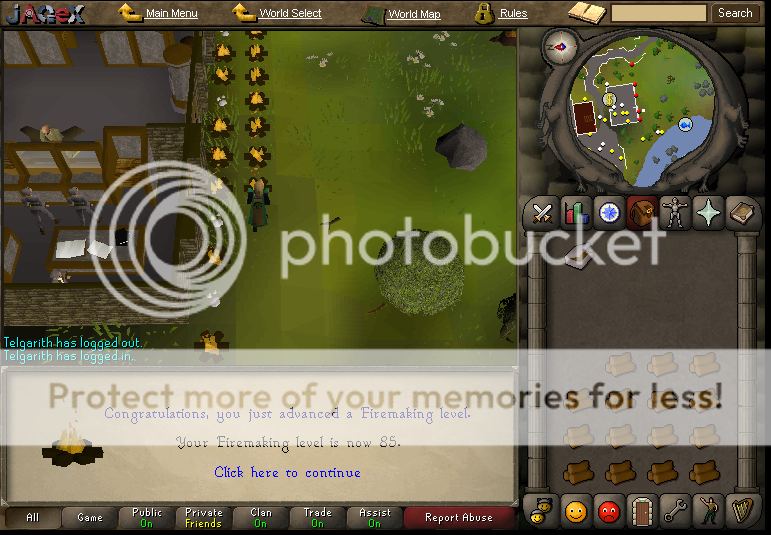 JAGEX Main Menu World Select World Map Rules Search
photobucket
Telgarith has logged out.
Telgarith has logged in.
Protect more of your memories for less!
Congratulations, you just advanced a Firemaking level.
Your Firemaking level is now 85.
Click here to continue
All Game Public Private Clan Trade Assist Report Abuse
On Friends On On On